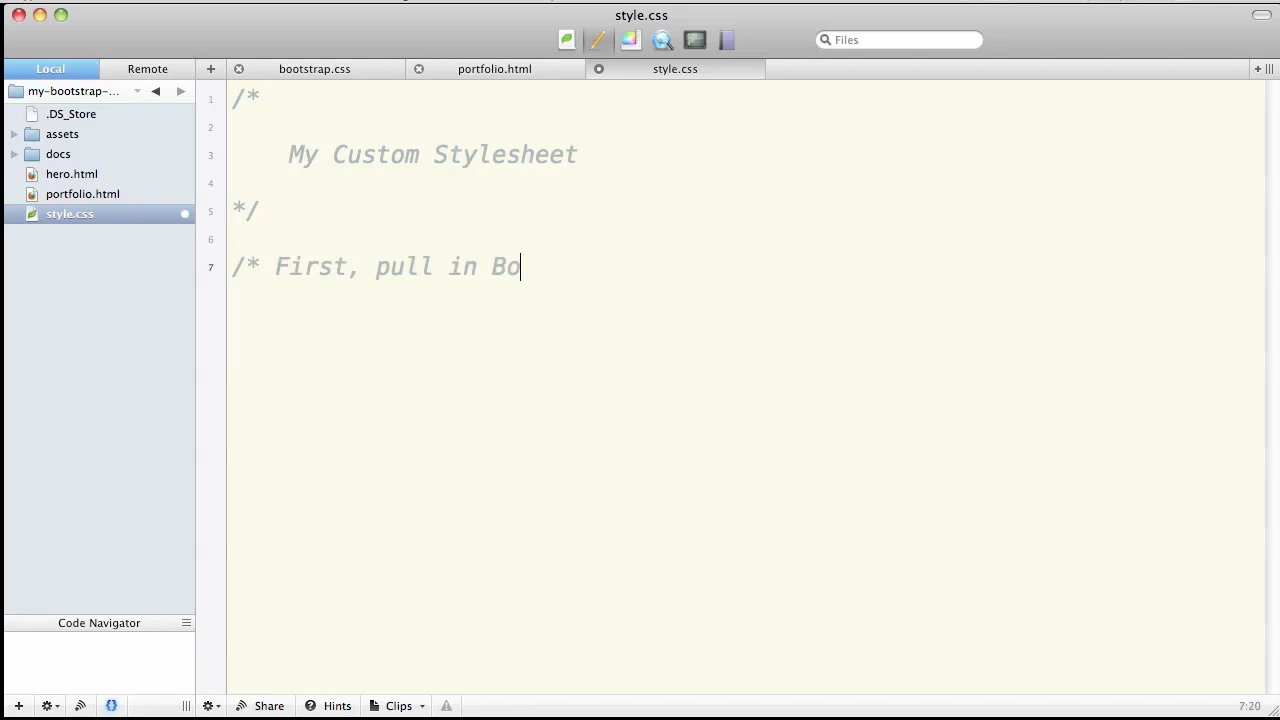 style.css
Files
Local
Remote
bootstrap.css
portfolio.html
style.css
my-bootstrap-...
.DS_Store
assets
docs
hero.html
portfolio.html
style.css
1 /*
2
3 My Custom Stylesheet
4
5 */
6
7 /* First, pull in Bo
Code Navigator
Share
Hints
Clips
7:20